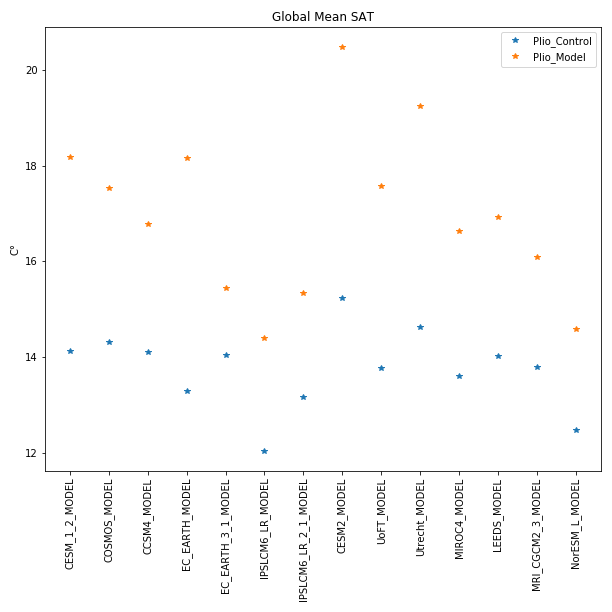 Global Mean SAT
Plio_Control
Plio_Model
C°
20
18
16
14
12
CESM_1_2_MODEL
COSMOS_MODEL
CCSM4_MODEL
EC_EARTH_MODEL
EC_EARTH_3_1_MODEL
IPSLCM6_LR_MODEL
IPSLCM6_LR_2_1_MODEL
CESM2_MODEL
UoFT_MODEL
Utrecht_MODEL
MIROC4_MODEL
LEEDS_MODEL
MRI_CGCM2_3_MODEL
NorESM_L_MODEL